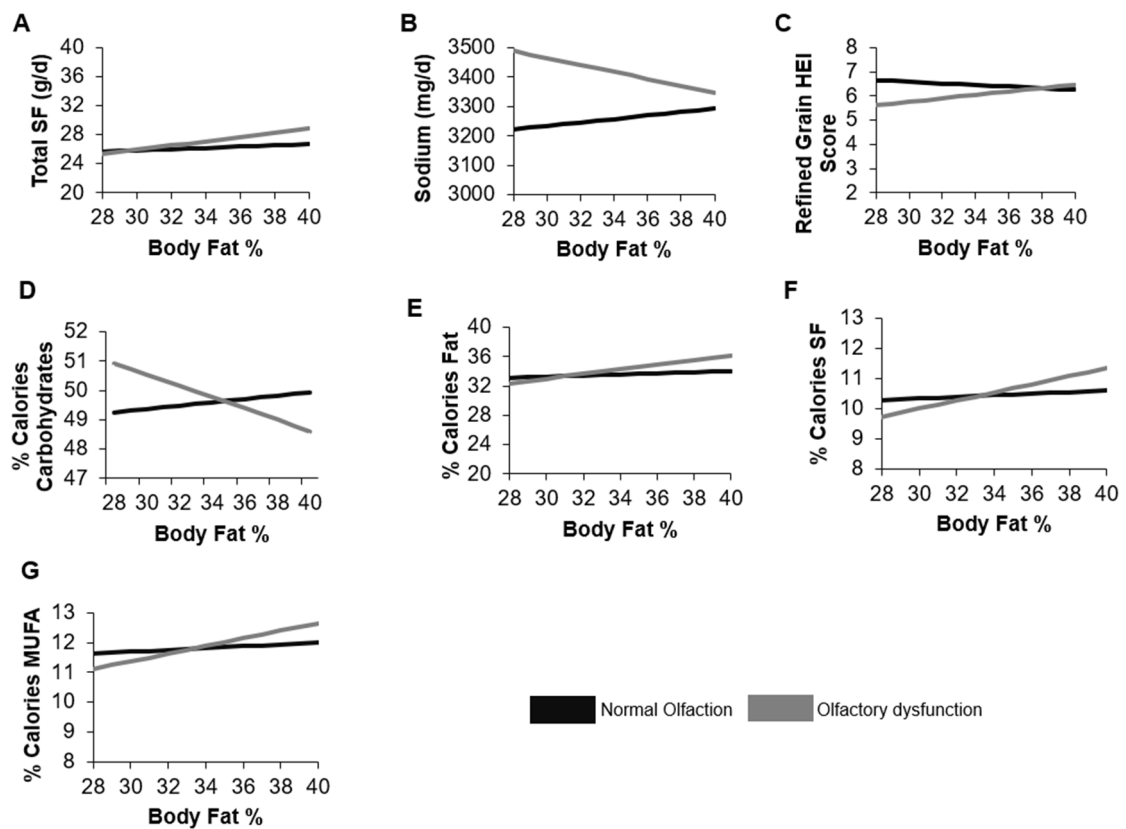 A
Total SF (g/d)
40
36
32
28
24
20
28 30 32 34 36 38 40
Body Fat %
B
Sodium (mg/d)
3500
3400
3300
3200
3100
3000
28 30 32 34 36 38 40
Body Fat %
C
Refined Grain HEI
Score
8
7
6
5
4
3
2
28 30 32 34 36 38 40
Body Fat %
D
% Calories
Carbohydrates
52
51
50
49
48
47
28 30 32 34 36 38 40
Body Fat %
E
% Calories Fat
40
36
32
28
24
20
28 30 32 34 36 38 40
Body Fat %
F
% Calories SF
13
12
11
10
9
8
28 30 32 34 36 38 40
Body Fat %
G
% Calories MUFA
13
12
11
10
9
8
28 30 32 34 36 38 40
Body Fat %
Normal Olfaction
Olfactory dysfunction